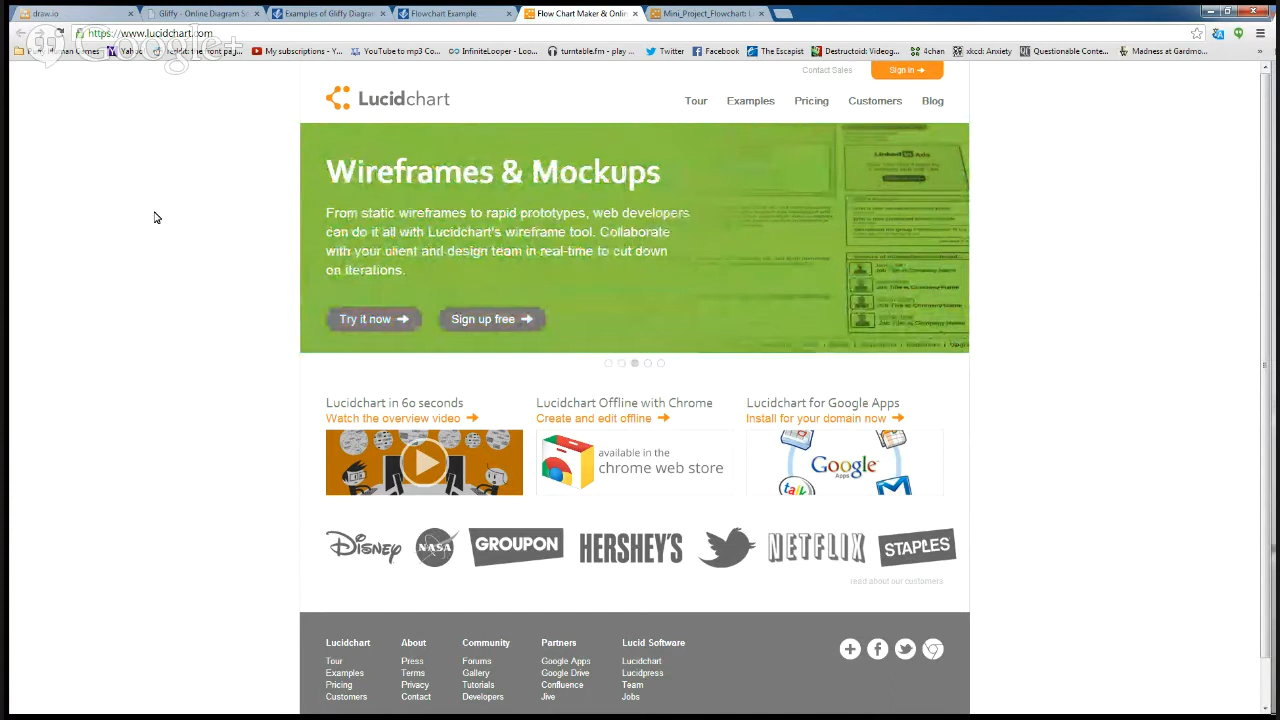 draw.io
Gliffy - Online Diagram S
Examples of Gliffy Diagram
Flowchart Example
Flow Chart Maker & Onlin
Mini_Project_Flowchart: L
https://www.lucidchart.com
Google+
My subscriptions - Y...
YouTube to mp3 Co...
InfiniteLooper - Lo...
turntable.fm - play ...
Twitter
Facebook
The Escapist
Destructoid: Videog...
4chan
xkcd: Anxiety
Questionable Conte...
Madness at Gardmo...
Contact Sales
Sign in
Lucidchart
Tour
Examples
Pricing
Customers
Blog
Wireframes & Mockups
From static wireframes to rapid prototypes, web developers
can do it all with Lucidchart's wireframe tool. Collaborate
with your client and design team in real-time to cut down
on iterations.
Try it now
Sign up free
Lucidchart in 60 seconds
Watch the overview video
Lucidchart Offline with Chrome
Create and edit offline
Lucidchart for Google Apps
Install for your domain now
available in the
chrome web store
Google
Apps
talk
DISNEY
NASA
GROUPON
HERSHEY'S
NETFLIX
STAPLES
read about our customers
Lucidchart
Tour
Examples
Pricing
Customers
About
Press
Terms
Privacy
Contact
Community
Forums
Gallery
Tutorials
Developers
Partners
Google Apps
Google Drive
Confluence
Jive
Lucid Software
Lucidchart
Lucidpress
Team
Jobs